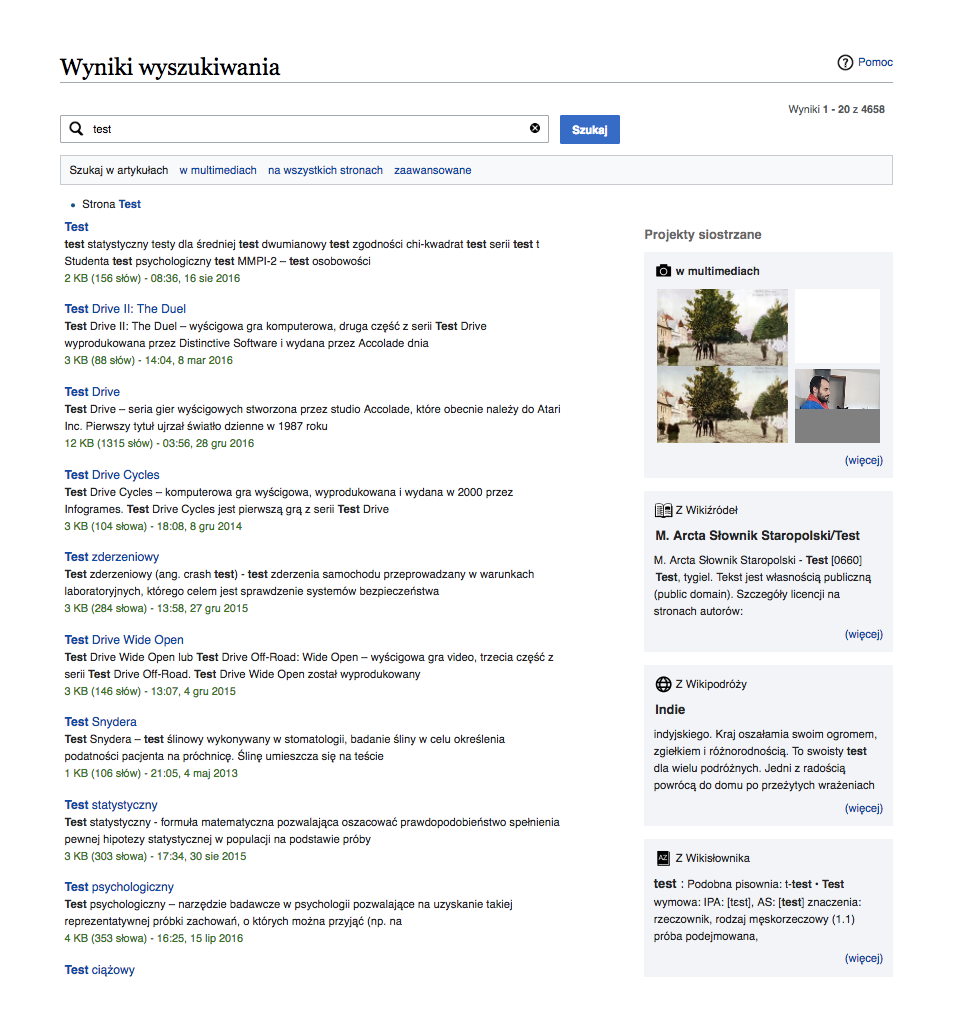 Wyniki wyszukiwania
Pomoc
Wyniki 1 - 20 z 4658
test
Szukaj
Szukaj w artykułach w multimediach na wszystkich stronach zaawansowane
• Strona Test
Test
test statystyczny testy dla średniej test dwumianowy test zgodności chi-kwadrat test serii test t
Studenta test psychologiczny test MMPI-2 – test osobowości
2 KB (156 słów) - 08:36, 16 sie 2016
Test Drive II: The Duel
Test Drive II: The Duel – wyścigowa gra komputerowa, druga część z serii Test Drive
wyprodukowana przez Distinctive Software i wydana przez Accolade dnia
3 KB (88 słów) - 14:04, 8 mar 2016
Test Drive
Test Drive – seria gier wyścigowych stworzona przez studio Accolade, które obecnie należy do Atari
Inc. Pierwszy tytuł ujrzał światło dzienne w 1987 roku
12 KB (1315 słów) - 03:56, 28 gru 2016
Test Drive Cycles
Test Drive Cycles – komputerowa gra wyścigowa, wyprodukowana i wydana w 2000 przez
Infogrames. Test Drive Cycles jest pierwszą grą z serii Test Drive
3 KB (104 słowa) - 18:08, 8 gru 2014
Test zderzeniowy
Test zderzeniowy (ang. crash test) - test zderzenia samochodu przeprowadzany w warunkach
laboratoryjnych, którego celem jest sprawdzenie systemów bezpieczeństwa
3 KB (284 słowa) - 13:58, 27 gru 2015
Test Drive Wide Open
Test Drive Wide Open lub Test Drive Off-Road: Wide Open – wyścigowa gra video, trzecia część z
serii Test Drive Off-Road. Test Drive Wide Open został wyprodukowany
3 KB (146 słów) - 13:07, 4 gru 2015
Test Snydera
Test Snydera – test ślinowy wykonywany w stomatologii, badanie śliny w celu określenia
podatności pacjenta na próchnicę. Ślinę umieszcza się na teście
1 KB (106 słów) - 21:05, 4 maj 2013
Test statystyczny
Test statystyczny - formuła matematyczna pozwalająca oszacować prawdopodobieństwo spełnienia
pewnej hipotezy statystycznej w populacji na podstawie próby
3 KB (303 słowa) - 17:34, 30 sie 2015
Test psychologiczny
Test psychologiczny – narzędzie badawcze w psychologii pozwalające na uzyskanie takiej
reprezentatywnej próbki zachowań, o których można przyjąć (np. na
4 KB (353 słowa) - 16:25, 15 lip 2016
Test ciążowy
Projekty siostrzane
w multimediach
(więcej)
Z Wikiźródeł
M. Arcta Słownik Staropolski/Test
M. Arcta Słownik Staropolski - Test [0660]
Test, tygiel. Tekst jest własnością publiczną
(public domain). Szczegóły licencji na
stronach autorów:
(więcej)
Z Wikipodróży
Indie
indyjskiego. Kraj oszałamia swoim ogromem,
zgiełkiem i różnorodnością. To swoisty test
dla wielu podróżnych. Jedni z radością
powrócą do domu po przeżytych wrażeniach
(więcej)
AZ Z Wikisłownika
test : Podobna pisownia: t-test • Test
wymowa: IPA: [tɛst], AS: [test] znaczenia:
rzeczownik, rodzaj męskorzeczowy (1.1)
próba podejmowana,
(więcej)